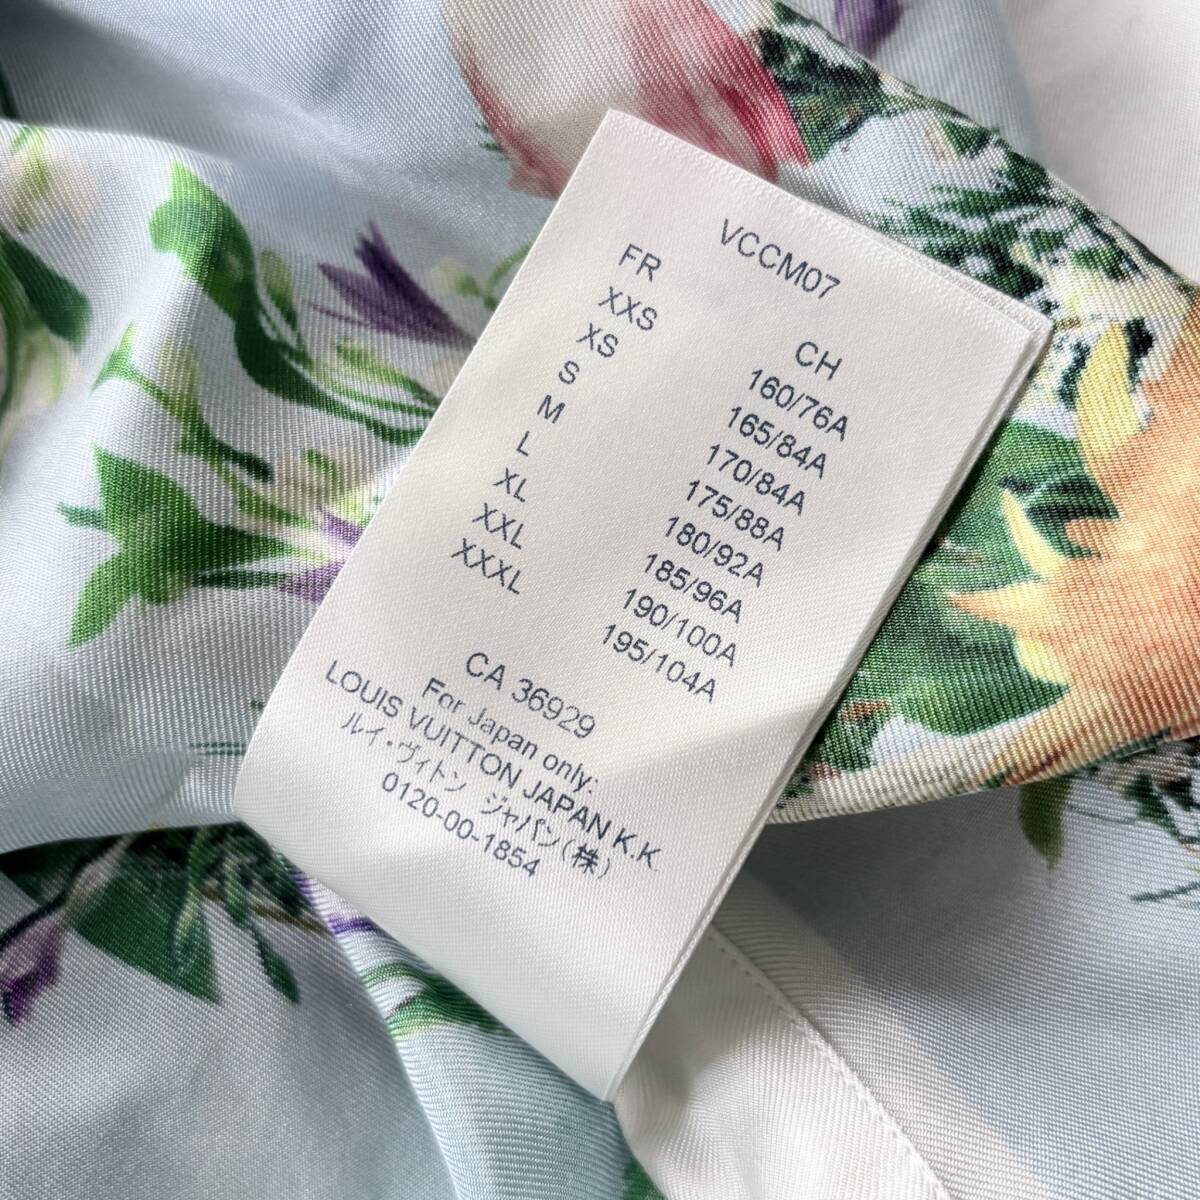 VCCM07
FR CH
XXS 160/76A
XS 165/84A
S 170/84A
M 175/88A
L 180/92A
XL 185/96A
XXL 190/100A
XXXL 195/104A
CA 36929
For Japan only:
LOUIS VUITTON JAPAN K.K.
ルイ・ヴィトン ジャパン(株)
0120-00-1854